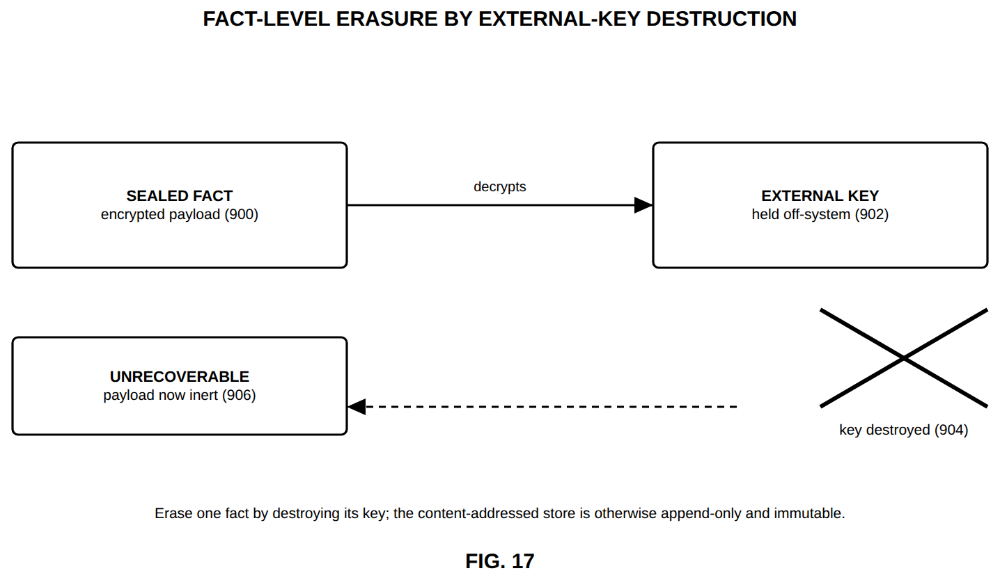 FACT-LEVEL ERASURE BY EXTERNAL-KEY DESTRUCTION
SEALED FACT
encrypted payload (900)
decrypts
EXTERNAL KEY
held off-system (902)
UNRECOVERABLE
payload now inert (906)
key destroyed (904)
Erase one fact by destroying its key; the content-addressed store is otherwise append-only and immutable.
FIG. 17